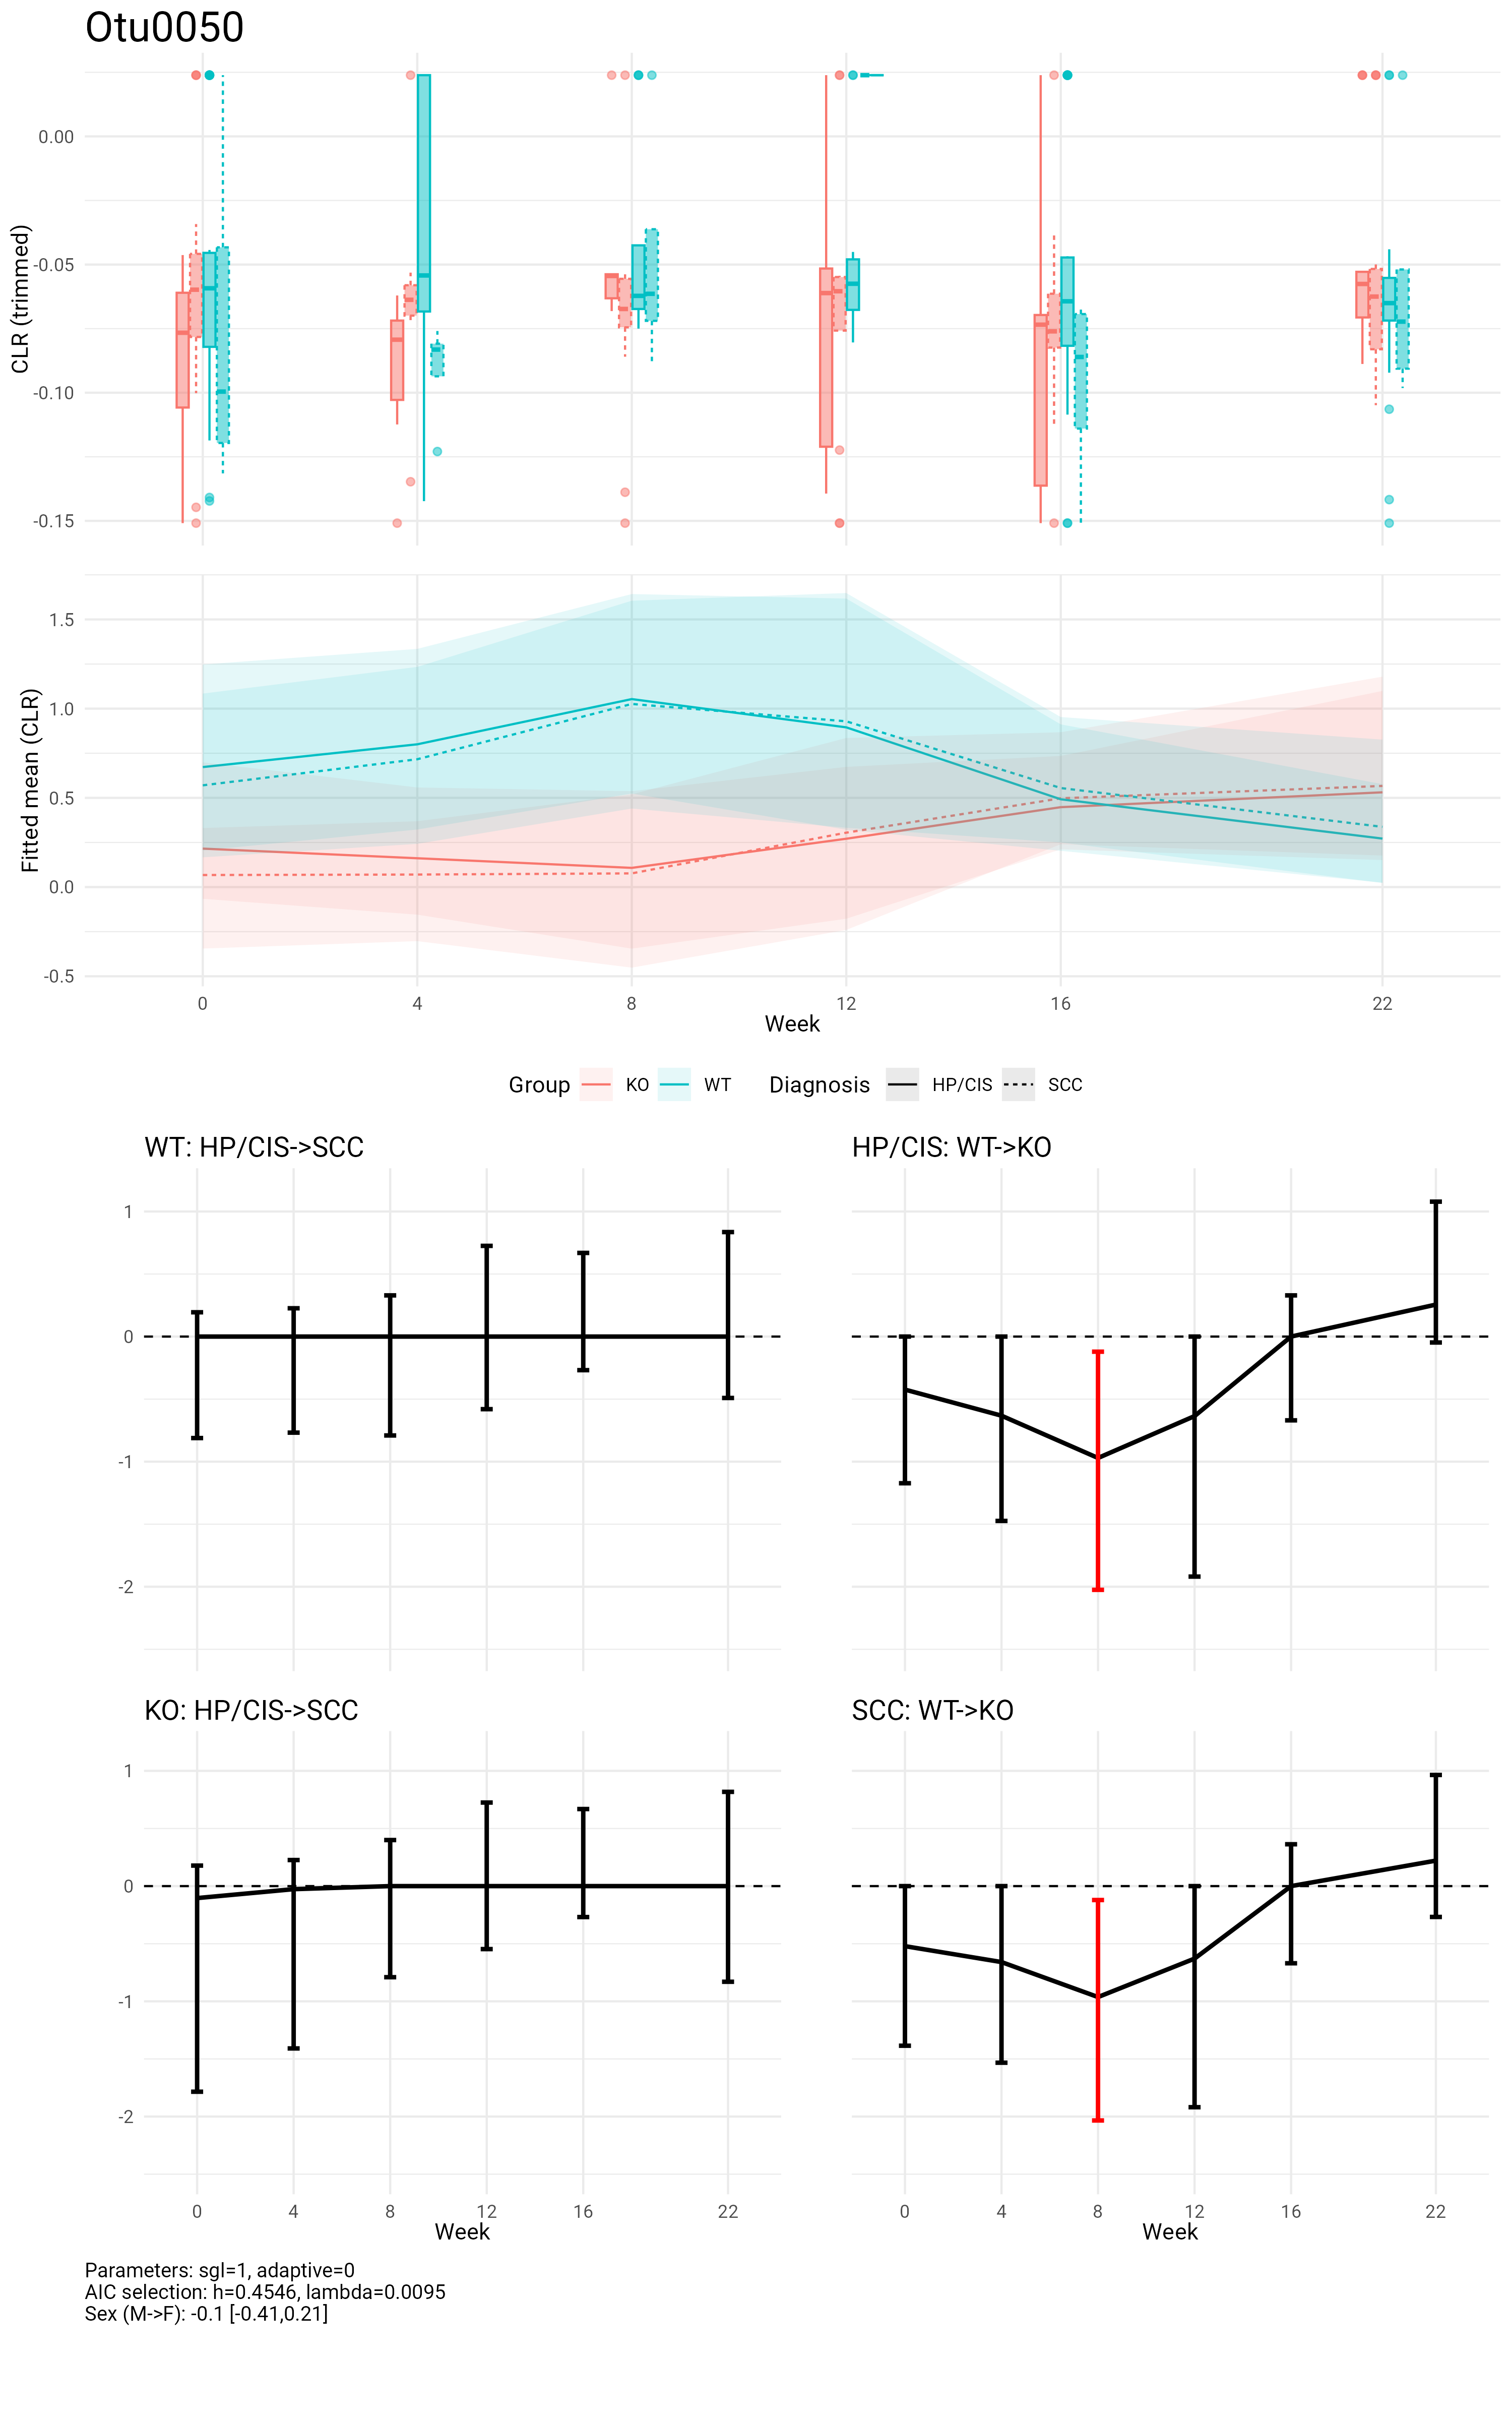 Otu0050
CLR (trimmed)
0.00
-0.05
-0.10
-0.15
Fitted mean (CLR)
1.5
1.0
0.5
0.0
-0.5
0 4 8 12 16 22
Week
Group KO WT Diagnosis HP/CIS SCC
WT: HP/CIS->SCC
1
0
-1
-2
HP/CIS: WT->KO
KO: HP/CIS->SCC
1
0
-1
-2
0 4 8 12 16 22
Week
SCC: WT->KO
0 4 8 12 16 22
Week
Parameters: sgl=1, adaptive=0
AIC selection: h=0.4546, lambda=0.0095
Sex (M->F): -0.1 [-0.41,0.21]